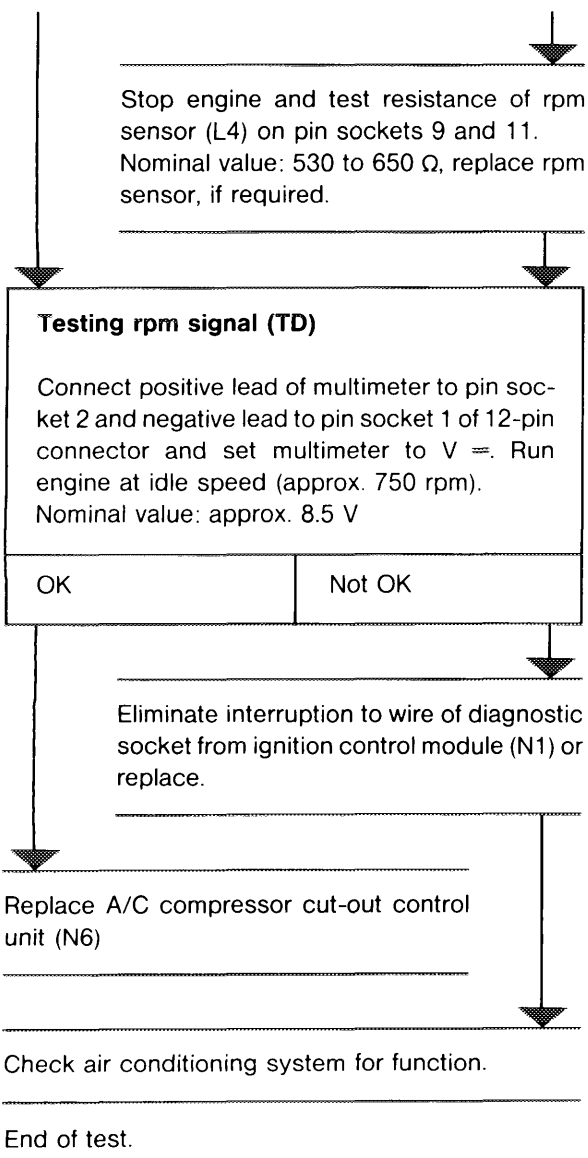 Stop engine and test resistance of rpm
sensor (L4) on pin sockets 9 and 11.
Nominal value: 530 to 650 Ω, replace rpm
sensor, if required.
Testing rpm signal (TD)
Connect positive lead of multimeter to pin soc-
ket 2 and negative lead to pin socket 1 of 12-pin
connector and set multimeter to V ⎓. Run
engine at idle speed (approx. 750 rpm).
Nominal value: approx. 8.5 V
OK
Not OK
Eliminate interruption to wire of diagnostic
socket from ignition control module (N1) or
replace.
Replace A/C compressor cut-out control
unit (N6)
Check air conditioning system for function.
End of test.